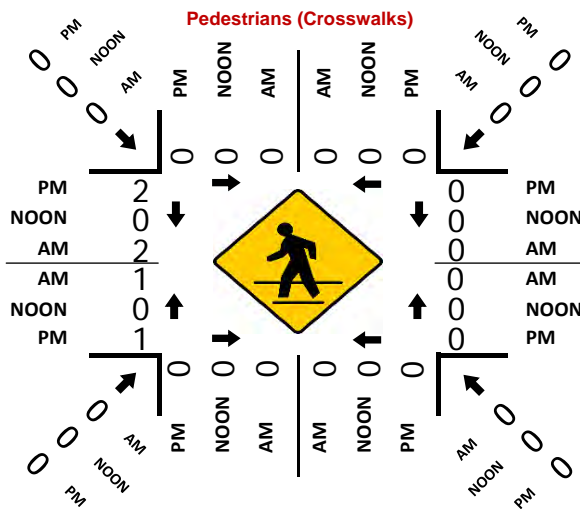 Pedestrians (Crosswalks)
0 PM
0 NOON
0 AM
PM NOON AM AM NOON PM
PM 0
NOON 0
AM 0
0 0 0 0 0 0
PM 2 0 PM
NOON 0 0 NOON
AM 2 0 AM
AM 1 0 AM
NOON 0 0 NOON
PM 1 0 PM
0 0 0 0 0 0
PM NOON AM AM NOON PM
0 AM
0 NOON
0 PM
AM 0
NOON 0
PM 0